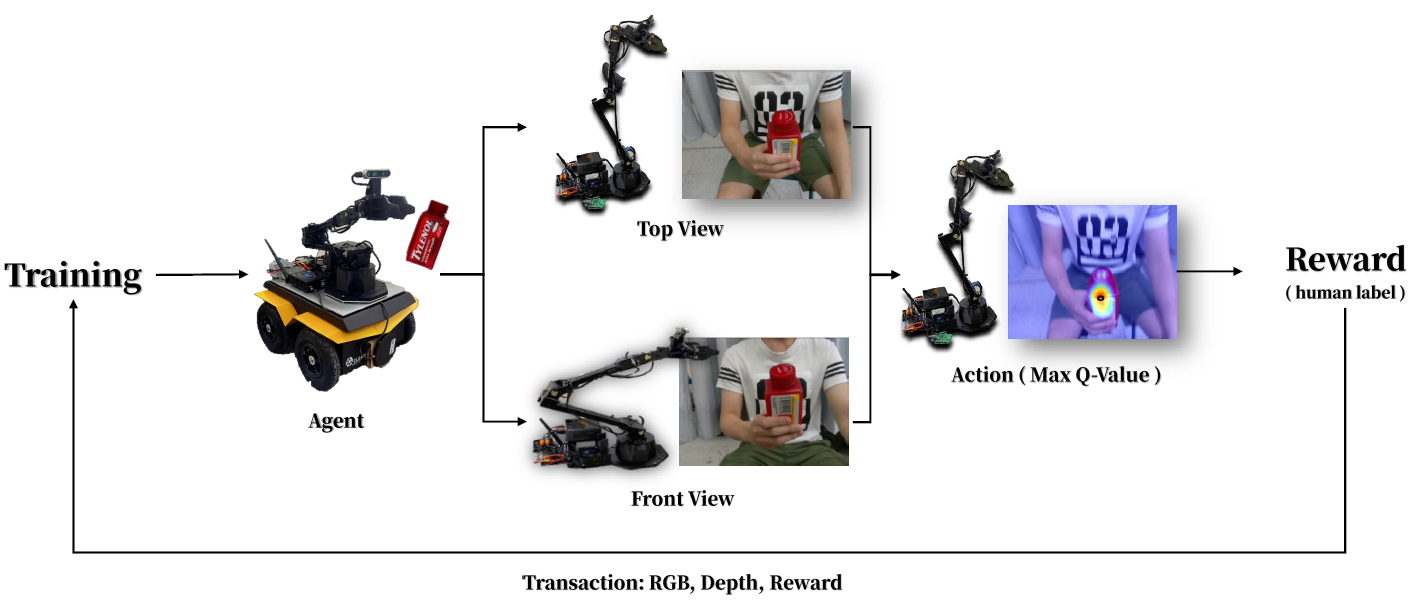 Training
TYLENOL
Agent
Top View
Front View
Action ( Max Q-Value )
Reward
( human label )
Transaction: RGB, Depth, Reward